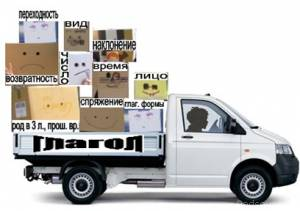 переходность
вид
наклонение
число
возвратность
время
лицо
спряжение
глаг. формы
род в 3 л., прош. вр.
глагол